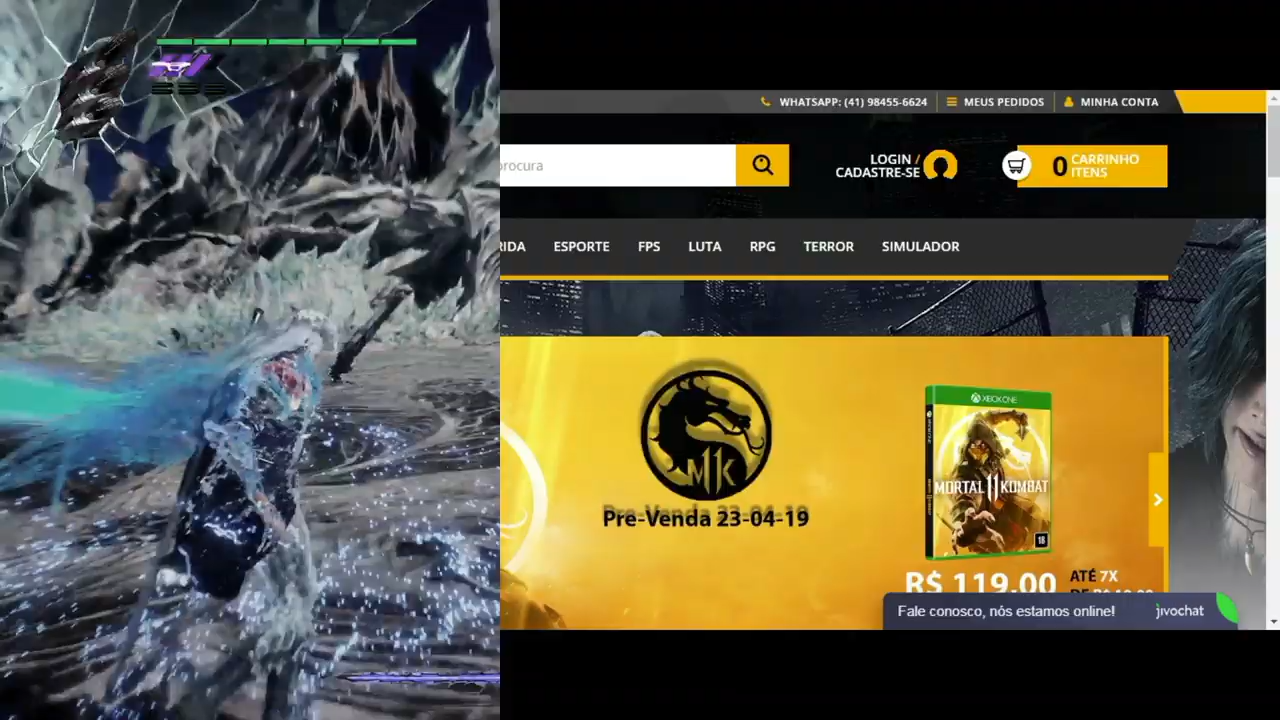 WHATSAPP: (41) 98455-6624
MEUS PEDIDOS
MINHA CONTA
procura
LOGIN /
CADASTRE-SE
0 CARRINHO
ITENS
RIDA
ESPORTE
FPS
LUTA
RPG
TERROR
SIMULADOR
MK
Pre-Venda 23-04-19
XBOX ONE
MORTAL 11 KOMBAT
18
R$ 119,00
ATÉ 7X
Fale conosco, nós estamos online!
jivochat